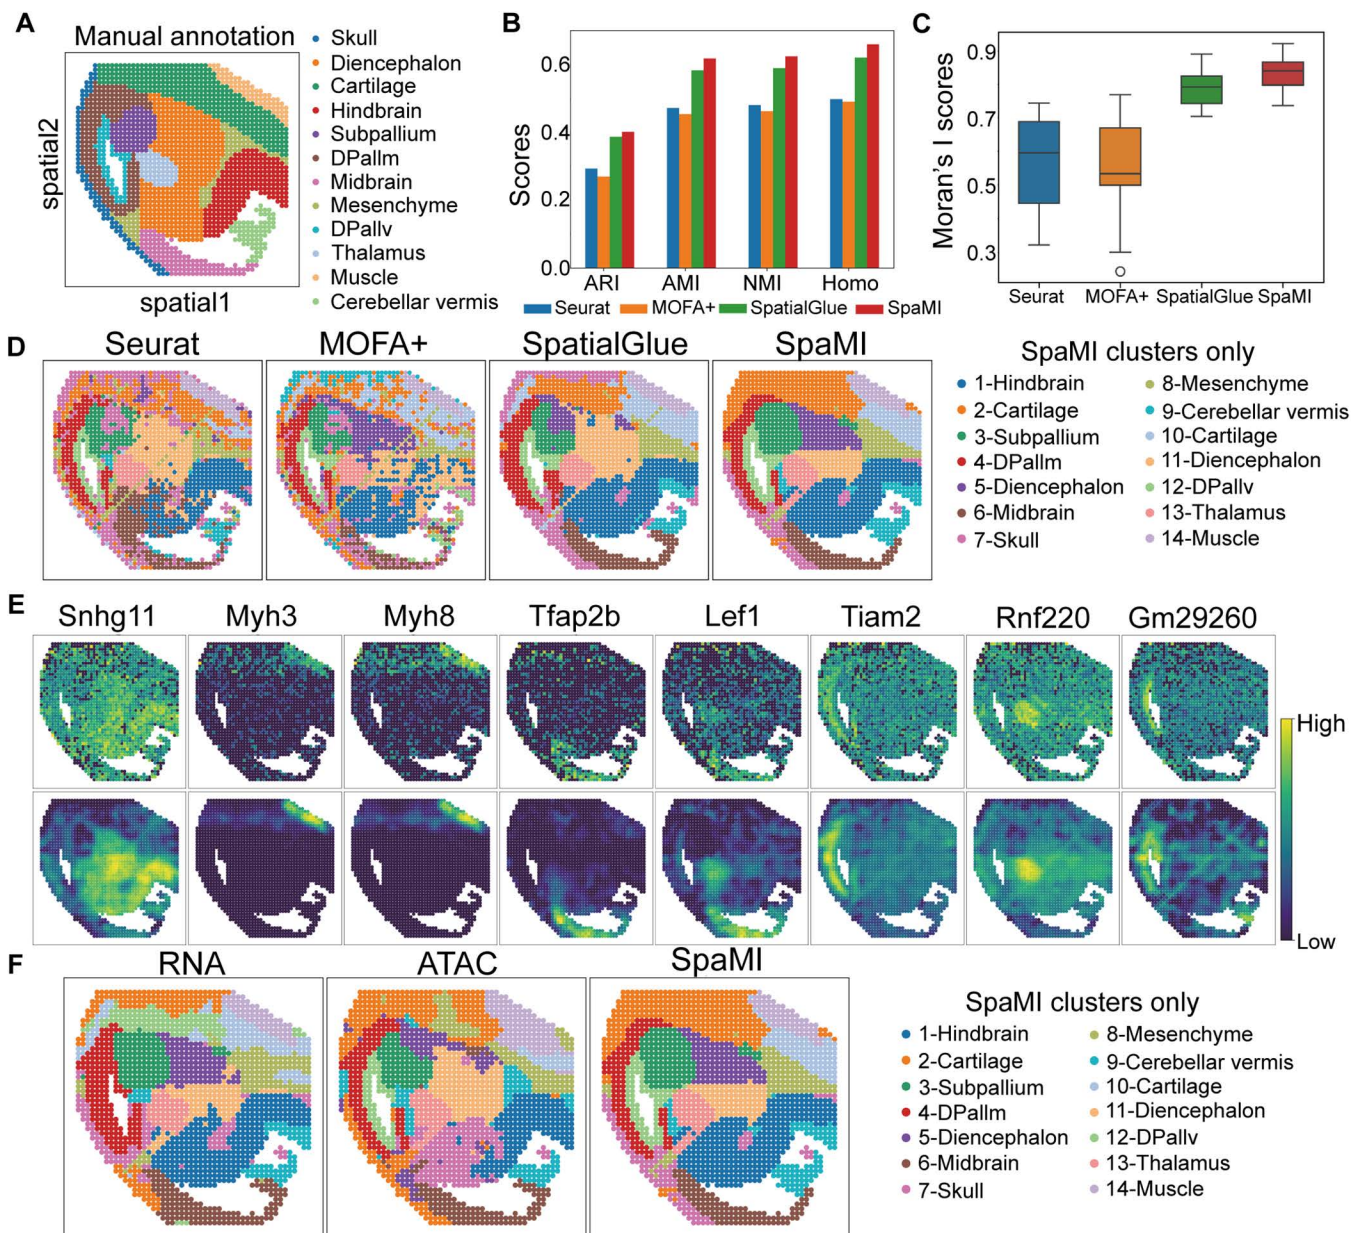 A
Manual annotation
spatial2
spatial1
Skull
Diencephalon
Cartilage
Hindbrain
Subpallium
DPallm
Midbrain
Mesenchyme
DPallv
Thalamus
Muscle
Cerebellar vermis
B
Scores
0.6
0.4
0.2
0.0
ARI AMI NMI Homo
Seurat MOFA+ SpatialGlue SpaMI
C
Moran's I scores
0.9
0.7
0.5
0.3
Seurat MOFA+ SpatialGlue SpaMI
D
Seurat MOFA+ SpatialGlue SpaMI
SpaMI clusters only
1-Hindbrain
2-Cartilage
3-Subpallium
4-DPallm
5-Diencephalon
6-Midbrain
7-Skull
8-Mesenchyme
9-Cerebellar vermis
10-Cartilage
11-Diencephalon
12-DPallv
13-Thalamus
14-Muscle
E
Snhg11 Myh3 Myh8 Tfap2b Lef1 Tiam2 Rnf220 Gm29260
High
Low
F
RNA ATAC SpaMI
SpaMI clusters only
1-Hindbrain
2-Cartilage
3-Subpallium
4-DPallm
5-Diencephalon
6-Midbrain
7-Skull
8-Mesenchyme
9-Cerebellar vermis
10-Cartilage
11-Diencephalon
12-DPallv
13-Thalamus
14-Muscle